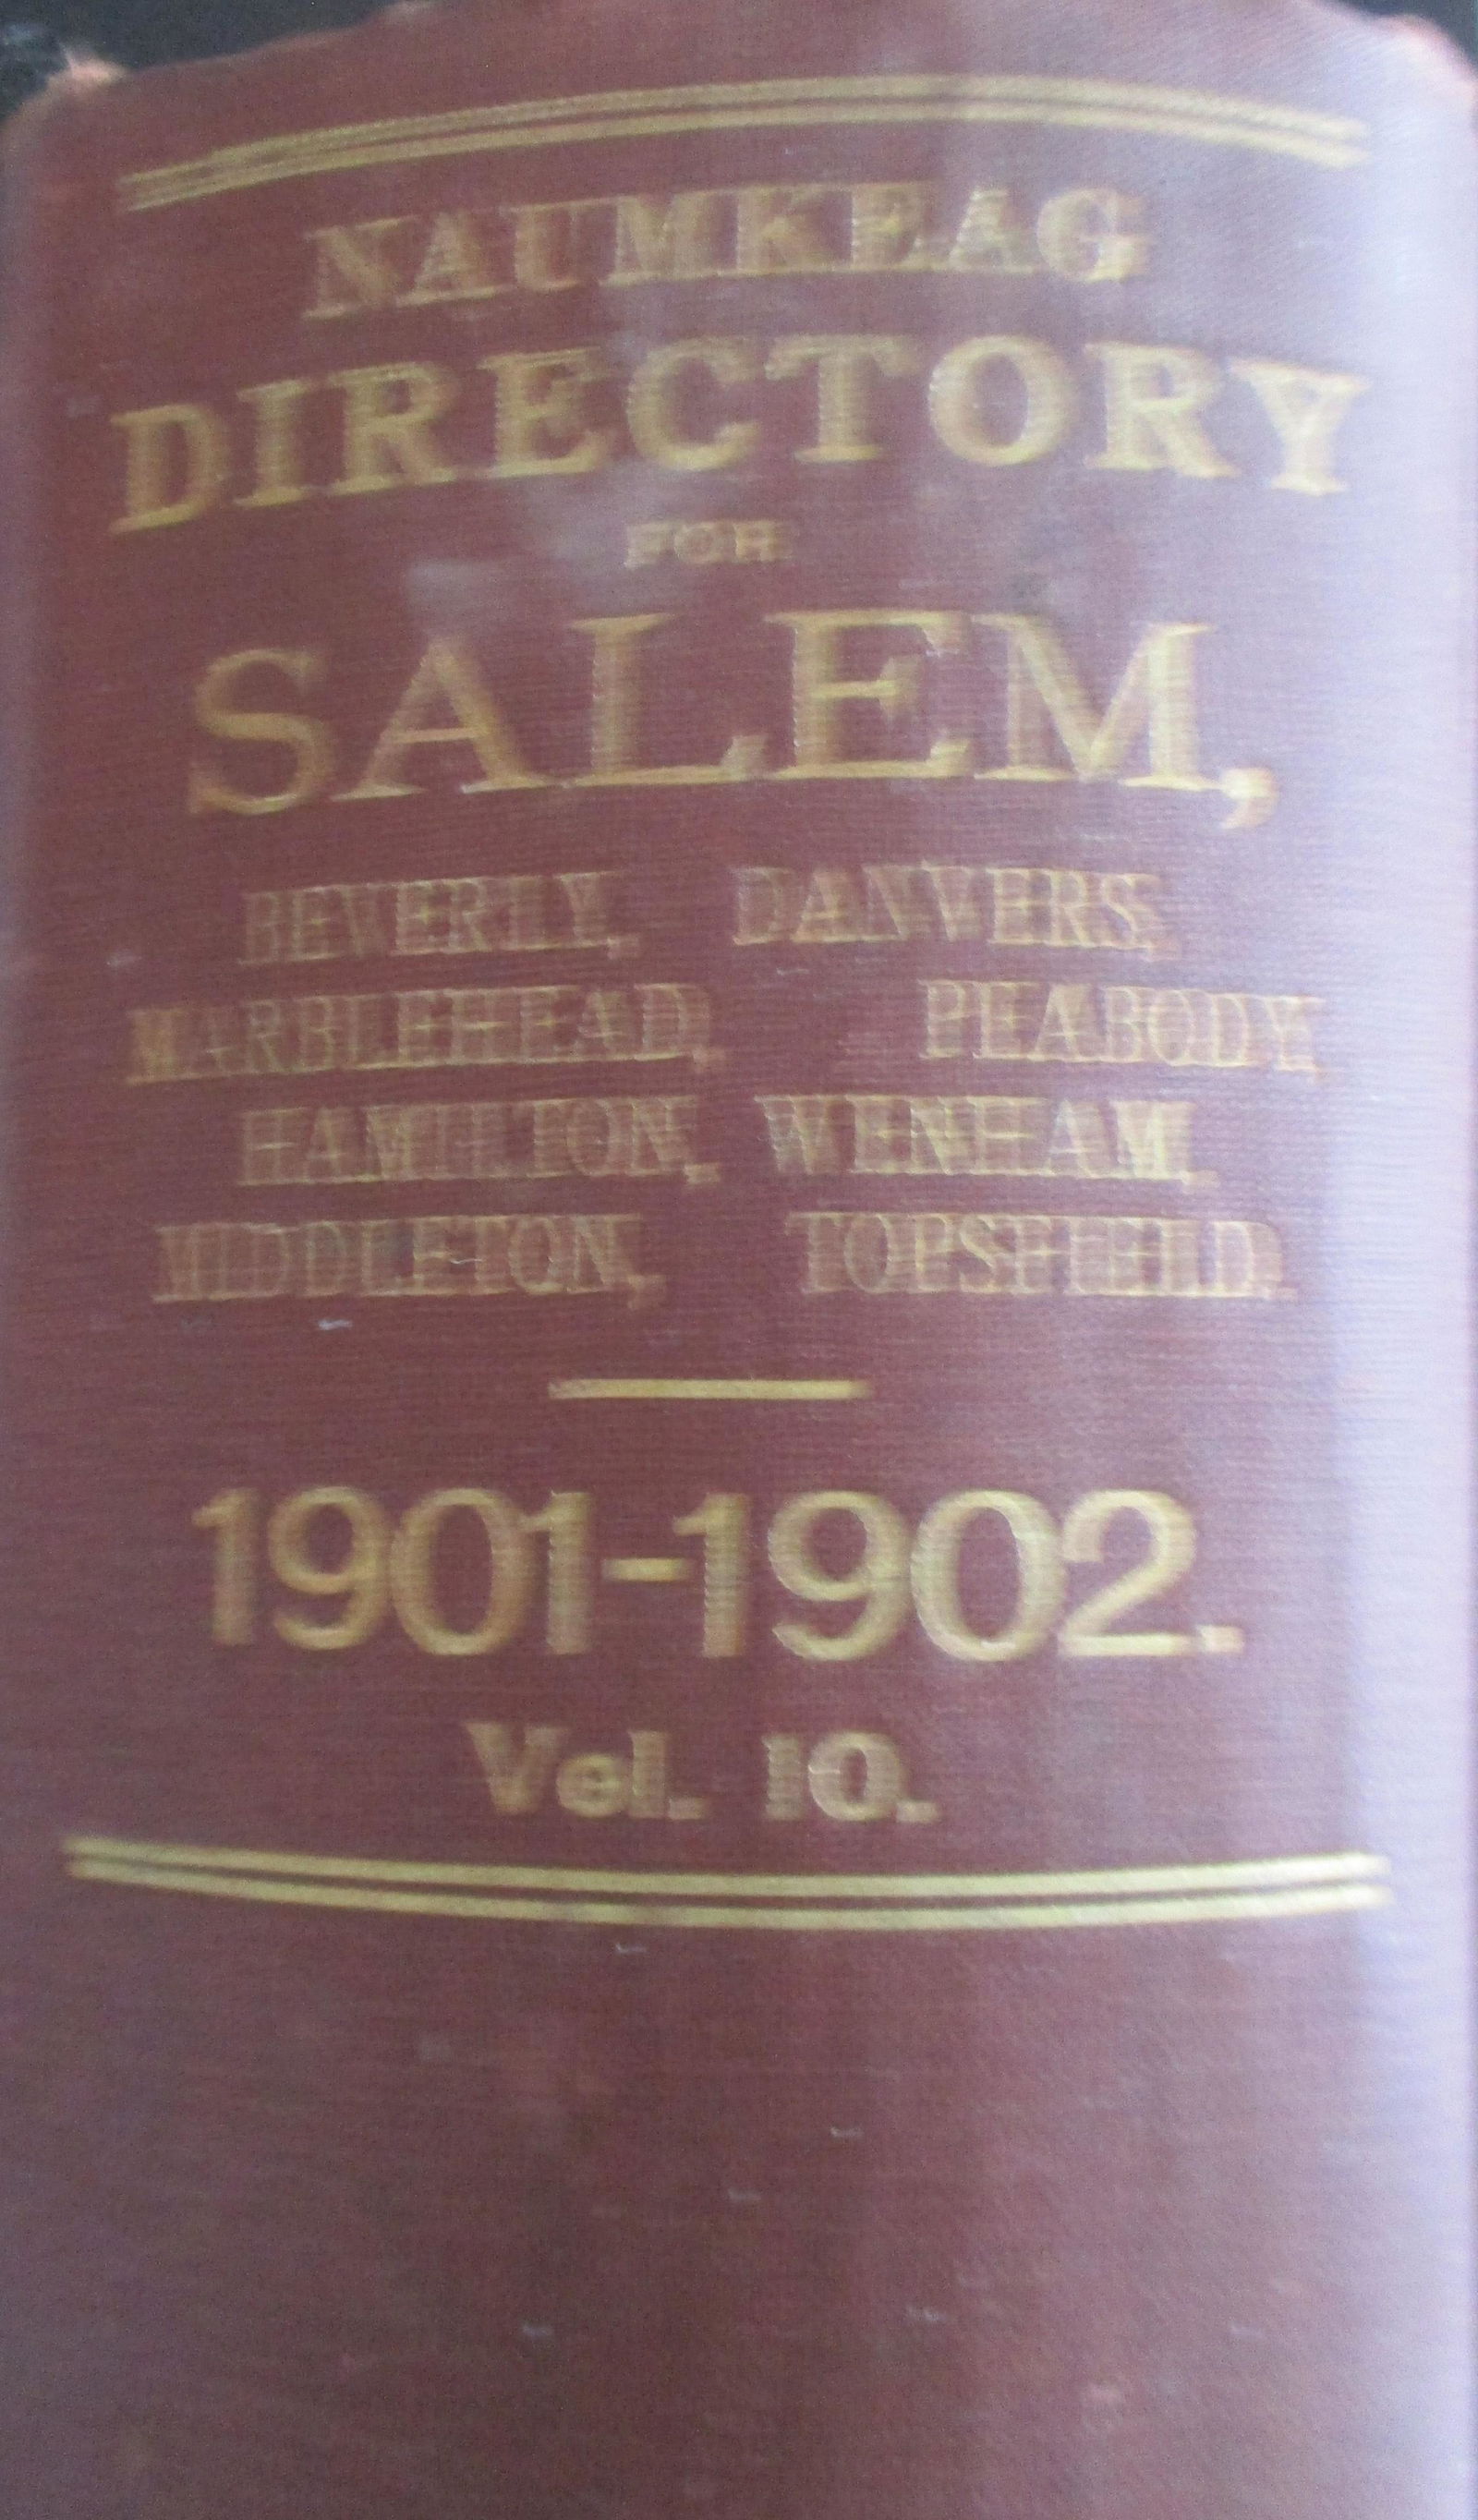 NAUMKEAG
DIRECTORY
FOR
SALEM,
BEVERLY, DANVERS,
MARBLEHEAD, PEABODY,
HAMILTON, WENHAM,
MIDDLETON, TOPSFIELD.
1901-1902.
Vol. 10.